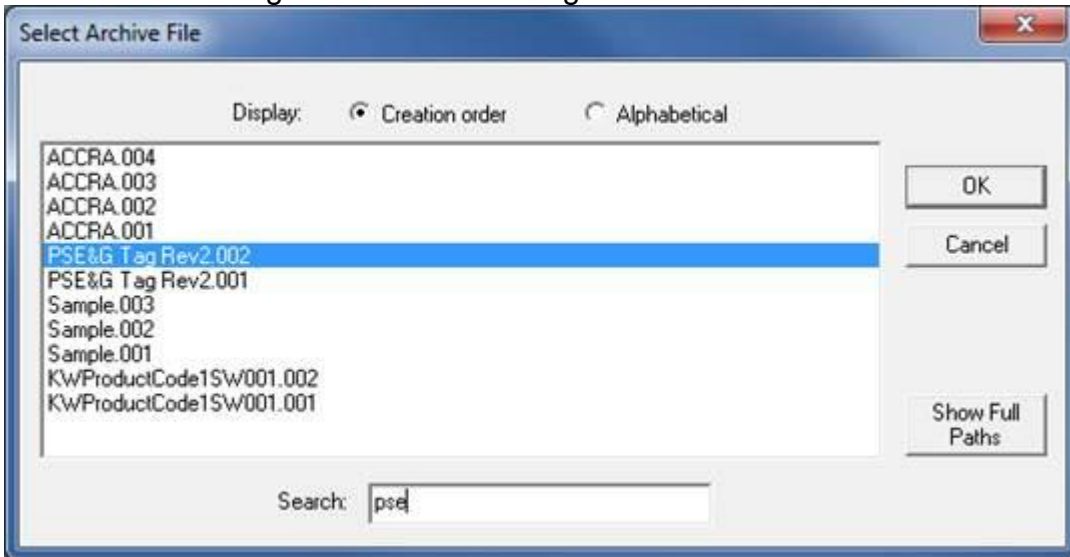 Select Archive File
Display: Creation order Alphabetical
ACCRA.004
ACCRA.003
ACCRA.002
ACCRA.001
PSE&G Tag Rev2.002
PSE&G Tag Rev2.001
Sample.003
Sample.002
Sample.001
KWProductCode1SW001.002
KWProductCode1SW001.001
OK
Cancel
Show Full
Paths
Search: pse